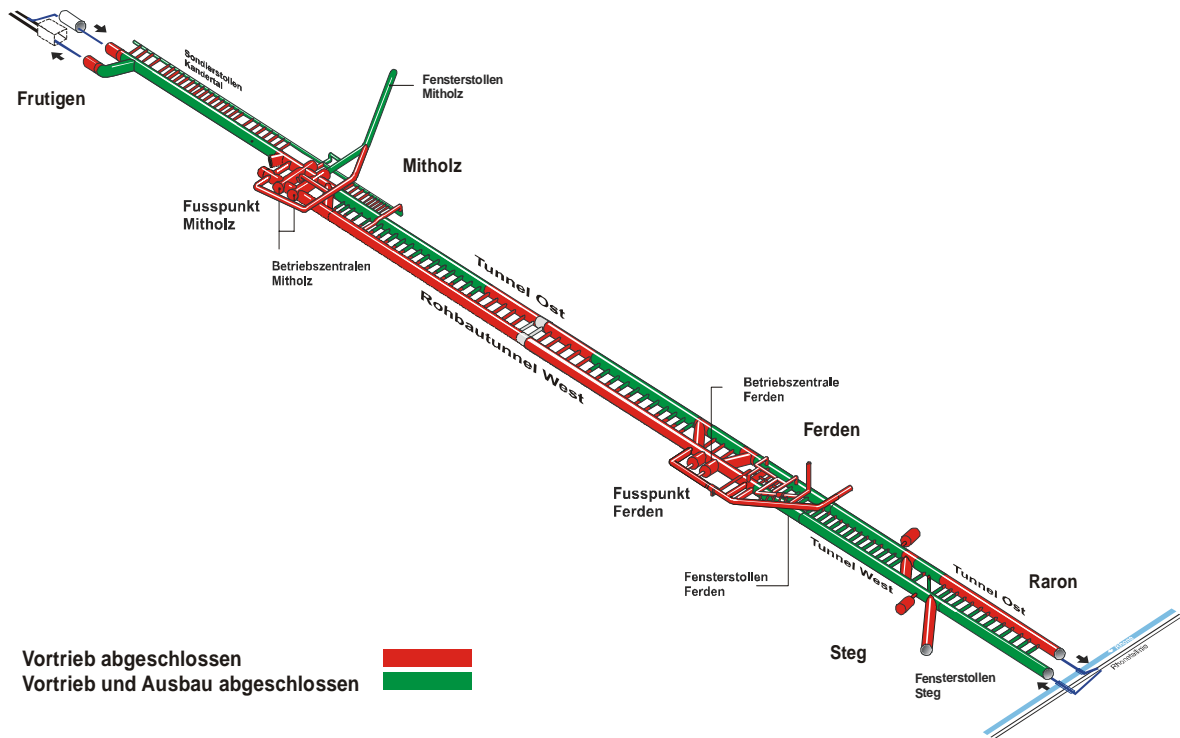 Frutigen
Sondierstollen
Kandertal
Fensterstollen
Mitholz
Mitholz
Fusspunkt
Mitholz
Betriebszentralen
Mitholz
Tunnel Ost
Rohbautunnel West
Betriebszentrale
Ferden
Ferden
Fusspunkt
Ferden
Fensterstollen
Ferden
Tunnel West
Tunnel Ost
Raron
Steg
Fensterstollen
Steg
Rhone
Vortrieb abgeschlossen
Vortrieb und Ausbau abgeschlossen